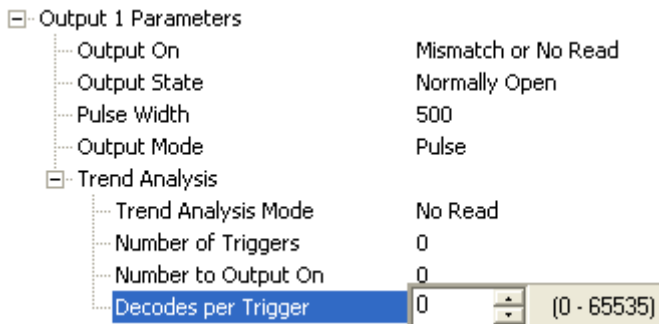 Output 1 Parameters
Output On Mismatch or No Read
Output State Normally Open
Pulse Width 500
Output Mode Pulse
Trend Analysis
Trend Analysis Mode No Read
Number of Triggers 0
Number to Output On 0
Decodes per Trigger 0 (0 - 65535)